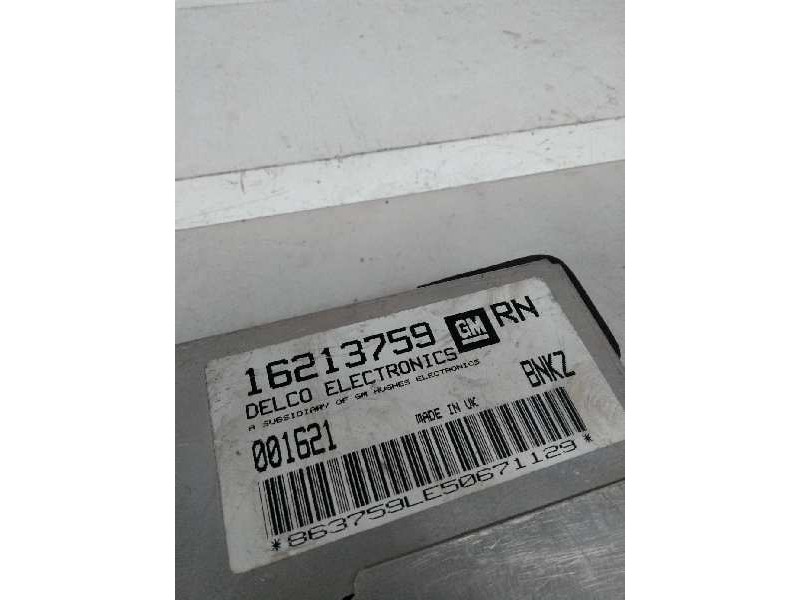 16213759 GM RN
DELCO ELECTRONICS
A SUBSIDIARY OF GM HUGHES ELECTRONICS
001621 MADE IN UK BNKZ
*863759LE50671129*